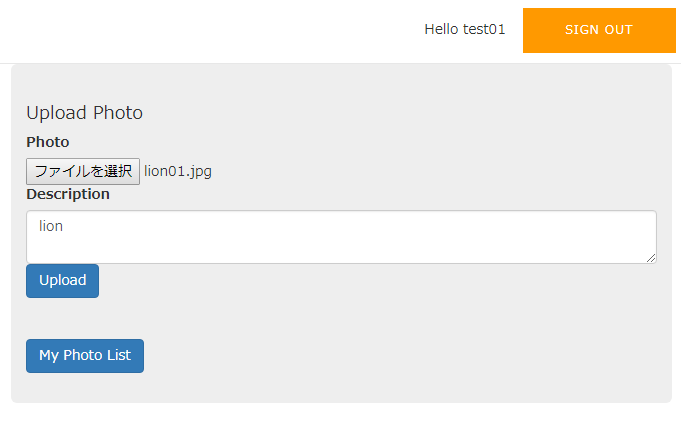 Hello test01 SIGN OUT
Upload Photo
Photo
ファイルを選択 lion01.jpg
Description
lion
Upload
My Photo List